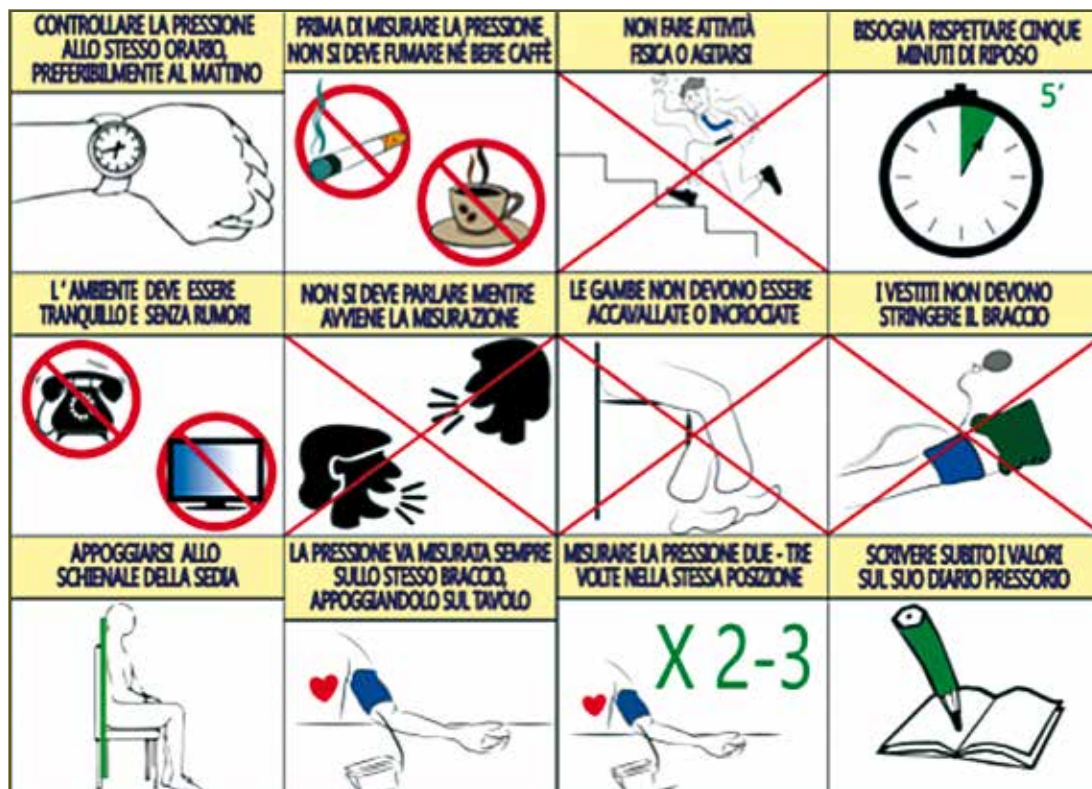 CONTROLLARE LA PRESSIONE
ALLO STESSO ORARIO,
PREFERIBILMENTE AL MATTINO
PRIMA DI MISURARE LA PRESSIONE
NON SI DEVE FUMARE NÉ BERE CAFFÈ
NON FARE ATTIVITÀ
FISICA O AGITARSI
BISOGNA RISPETTARE CINQUE
MINUTI DI RIPOSO
5'
L' AMBIENTE DEVE ESSERE
TRANQUILLO E SENZA RUMORI
NON SI DEVE PARLARE MENTRE
AVVIENE LA MISURAZIONE
LE GAMBE NON DEVONO ESSERE
ACCAVALLATE O INCROCIATE
I VESTITI NON DEVONO
STRINGERE IL BRACCIO
APPOGGIARSI ALLO
SCHIENALE DELLA SEDIA
LA PRESSIONE VA MISURATA SEMPRE
SULLO STESSO BRACCIO,
APPOGGIANDOLO SUL TAVOLO
MISURARE LA PRESSIONE DUE - TRE
VOLTE NELLA STESSA POSIZIONE
X 2-3
SCRIVERE SUBITO I VALORI
SUL SUO DIARIO PRESSORIO